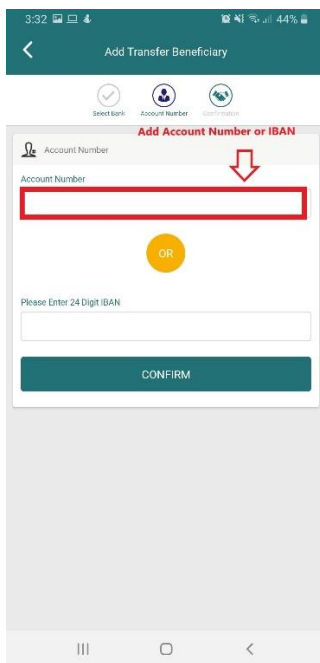 3:32 44%
Add Transfer Beneficiary
Select Bank Account Number Confirmation
Add Account Number or IBAN
Account Number
Account Number
OR
Please Enter 24 Digit IBAN
CONFIRM